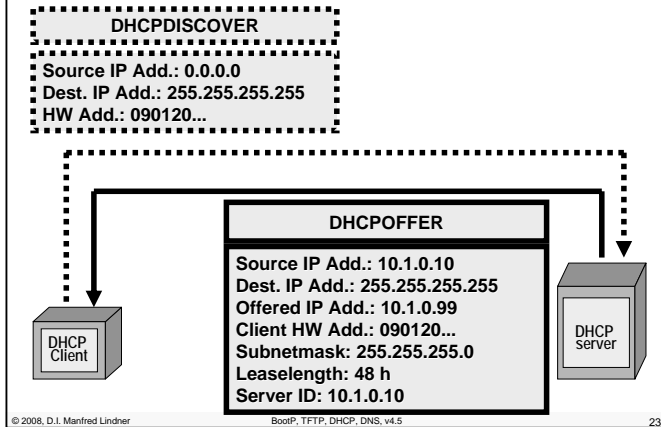 DHCPDISCOVER
Source IP Add.: 0.0.0.0
Dest. IP Add.: 255.255.255.255
HW Add.: 090120...
DHCPOFFER
Source IP Add.: 10.1.0.10
Dest. IP Add.: 255.255.255.255
Offered IP Add.: 10.1.0.99
Client HW Add.: 090120...
Subnetmask: 255.255.255.0
Leaselength: 48 h
Server ID: 10.1.0.10
DHCP
Client
DHCP
server
© 2008, D.I. Manfred Lindner
BootP, TFTP, DHCP, DNS, v4.5
23